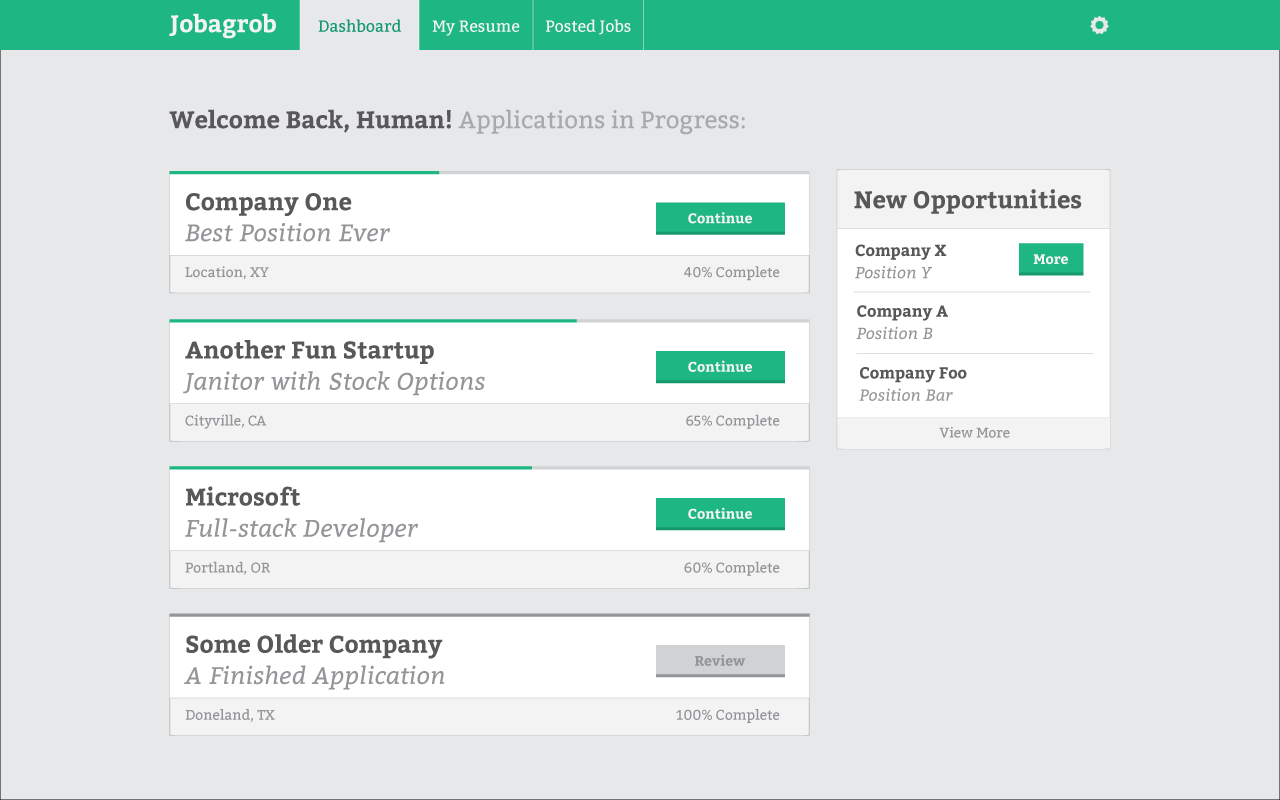 Jobagrob
Dashboard
My Resume
Posted Jobs
Welcome Back, Human! Applications in Progress:
Company One
Best Position Ever
Continue
Location, XY
40% Complete
Another Fun Startup
Janitor with Stock Options
Continue
Cityville, CA
65% Complete
Microsoft
Full-stack Developer
Continue
Portland, OR
60% Complete
Some Older Company
A Finished Application
Review
Doneland, TX
100% Complete
New Opportunities
Company X
Position Y
More
Company A
Position B
Company Foo
Position Bar
View More